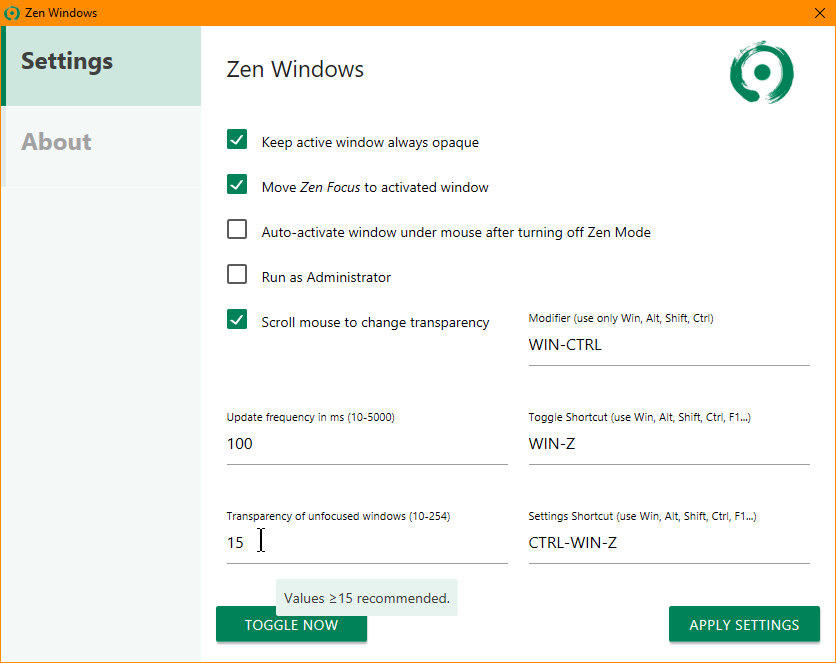 Zen Windows
Settings
About
Zen Windows
Keep active window always opaque
Move Zen Focus to activated window
Auto-activate window under mouse after turning off Zen Mode
Run as Administrator
Scroll mouse to change transparency
Modifier (use only Win, Alt, Shift, Ctrl)
WIN-CTRL
Update frequency in ms (10-5000)
100
Toggle Shortcut (use Win, Alt, Shift, Ctrl, F1...)
WIN-Z
Transparency of unfocused windows (10-254)
15
Settings Shortcut (use Win, Alt, Shift, Ctrl, F1...)
CTRL-WIN-Z
Values ≥15 recommended.
TOGGLE NOW
APPLY SETTINGS